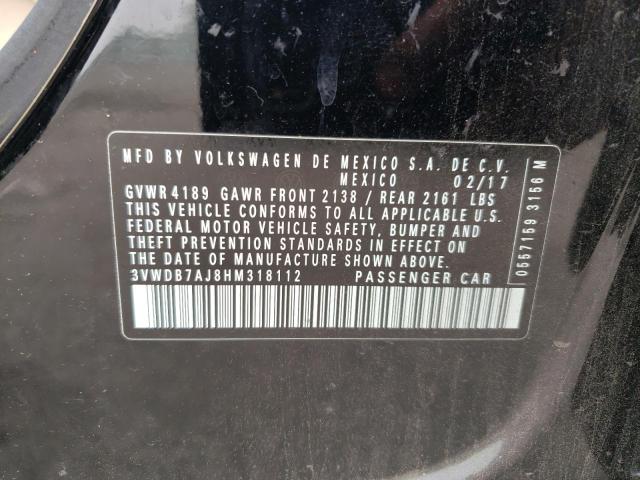 MFD BY VOLKSWAGEN DE MEXICO S.A. DE C.V.
MEXICO 02/17
GVWR 4189 GAWR FRONT 2138 / REAR 2161 LBS
THIS VEHICLE CONFORMS TO ALL APPLICABLE U.S.
FEDERAL MOTOR VEHICLE SAFETY, BUMPER AND
THEFT PREVENTION STANDARDS IN EFFECT ON
THE DATE OF MANUFACTURE SHOWN ABOVE.
3VWDB7AJ8HM318112 PASSENGER CAR
0557159 3156 M